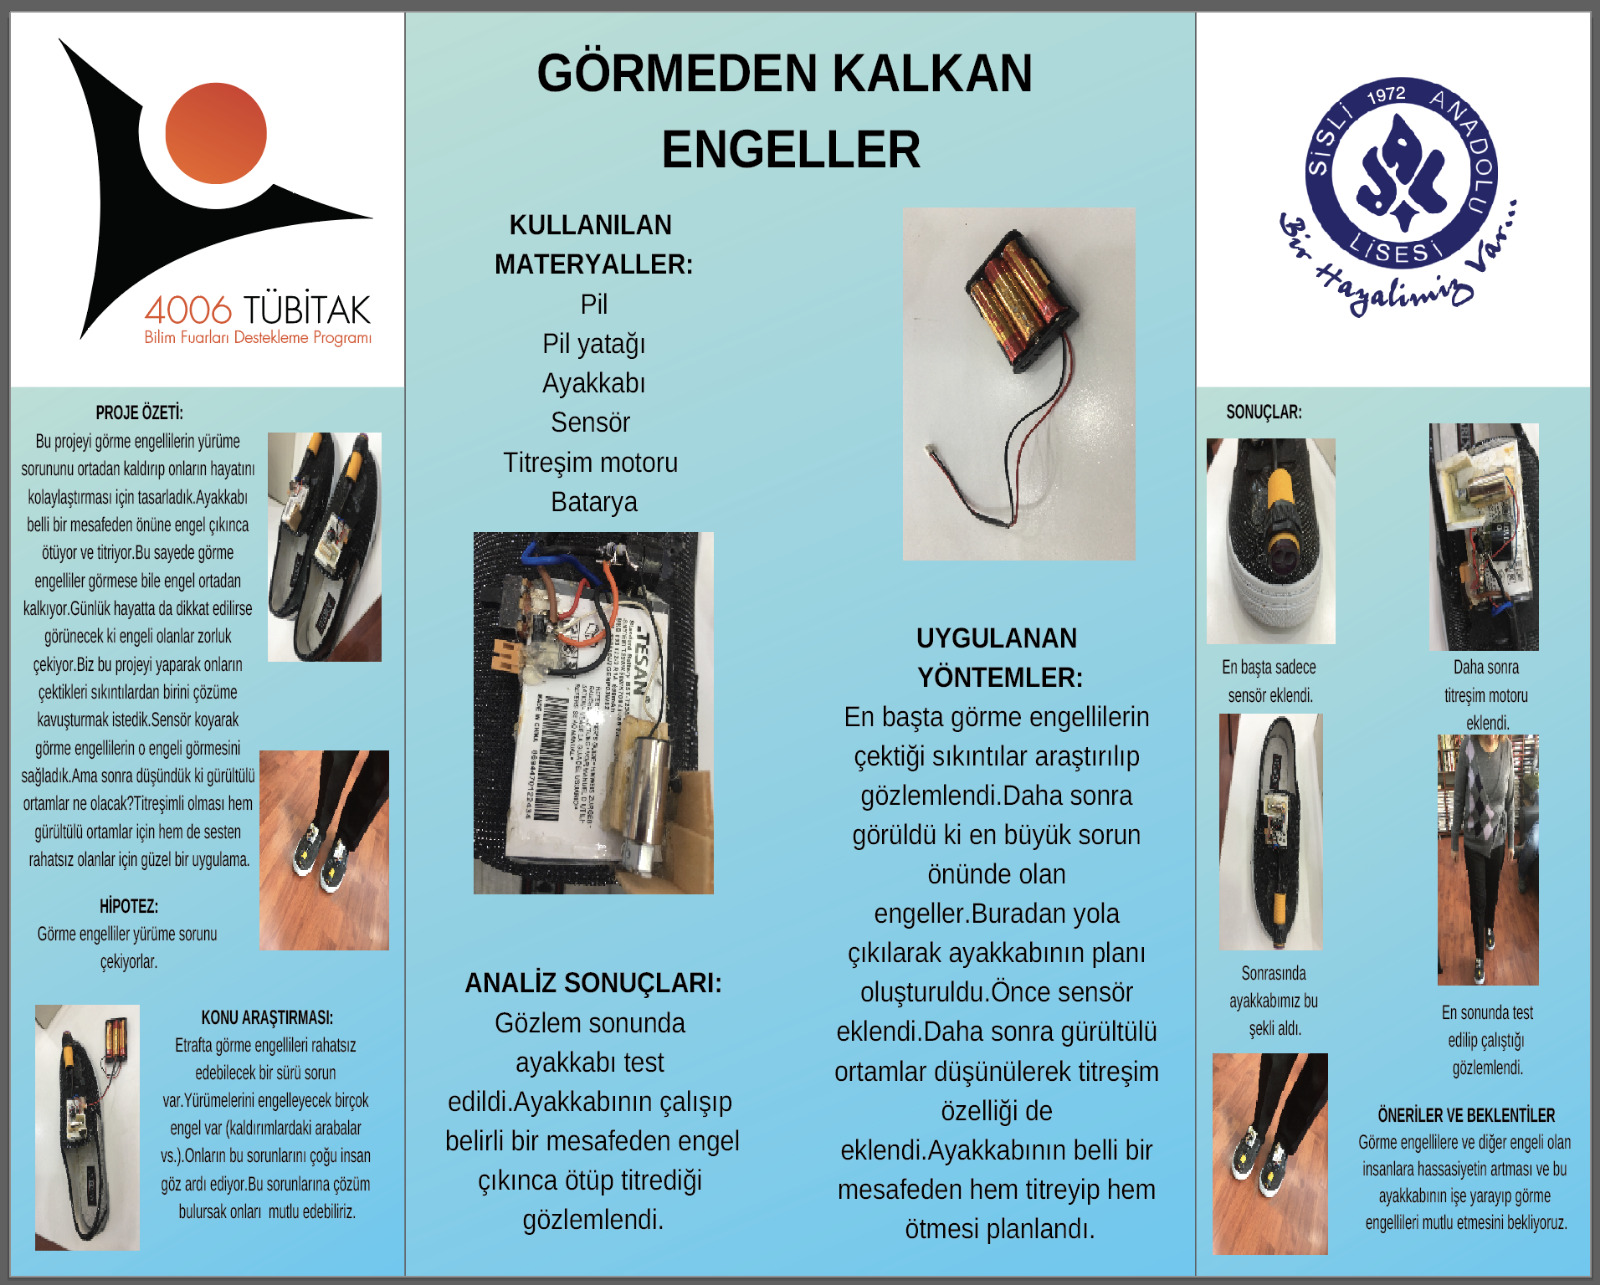 4006 TÜBİTAK
Bilim Fuarları Destekleme Programı
PROJE ÖZETİ:
Bu projeyi görme engellilerin yürüme
sorununu ortadan kaldırıp onların hayatını
kolaylaştırması için tasarladık.Ayakkabı
belli bir mesafeden önüne engel çıkınca
ötüyor ve titriyor.Bu sayede görme
engelliler görmese bile engel ortadan
kalkıyor.Günlük hayatta da dikkat edilirse
görünecek ki engeli olanlar zorluk
çekiyor.Biz bu projeyi yaparak onların
çektikleri sıkıntılardan birini çözüme
kavuşturmak istedik.Sensör koyarak
görme engellilerin o engeli görmesini
sağladık.Ama sonra düşündük ki gürültülü
ortamlar ne olacak?Titreşimli olması hem
gürültülü ortamlar için hem de sesten
rahatsız olanlar için güzel bir uygulama.
HİPOTEZ:
Görme engelliler yürüme sorunu
çekiyorlar.
KONU ARAŞTIRMASI:
Etrafta görme engellileri rahatsız
edebilecek bir sürü sorun
var.Yürümelerini engelleyecek birçok
engel var (kaldırımlardaki arabalar
vs.).Onların bu sorunlarını çoğu insan
göz ardı ediyor.Bu sorunlarına çözüm
bulursak onları  mutlu edebiliriz.
GÖRMEDEN KALKAN
ENGELLER
KULLANILAN
MATERYALLER:
Pil
Pil yatağı
Ayakkabı
Sensör
Titreşim motoru
Batarya
TESAN
MADE IN CHINA
ANALİZ SONUÇLARI:
Gözlem sonunda
ayakkabı test
edildi.Ayakkabının çalışıp
belirli bir mesafeden engel
çıkınca ötüp titrediği
gözlemlendi.
UYGULANAN
YÖNTEMLER:
En başta görme engellilerin
çektiği sıkıntılar araştırılıp
gözlemlendi.Daha sonra
görüldü ki en büyük sorun
önünde olan
engeller.Buradan yola
çıkılarak ayakkabının planı
oluşturuldu.Önce sensör
eklendi.Daha sonra gürültülü
ortamlar düşünülerek titreşim
özelliği de
eklendi.Ayakkabının belli bir
mesafeden hem titreyip hem
ötmesi planlandı.
ŞİŞLİ 1972 ANADOLU
LİSESİ
ŞAL
Bir Hayalimiz Var...
SONUÇLAR:
En başta sadece
sensör eklendi.
Daha sonra
titreşim motoru
eklendi.
Sonrasında
ayakkabımız bu
şekli aldı.
En sonunda test
edilip çalıştığı
gözlemlendi.
ÖNERİLER VE BEKLENTİLER
Görme engellilere ve diğer engeli olan
insanlara hassasiyetin artması ve bu
ayakkabının işe yarayıp görme
engellileri mutlu etmesini bekliyoruz.